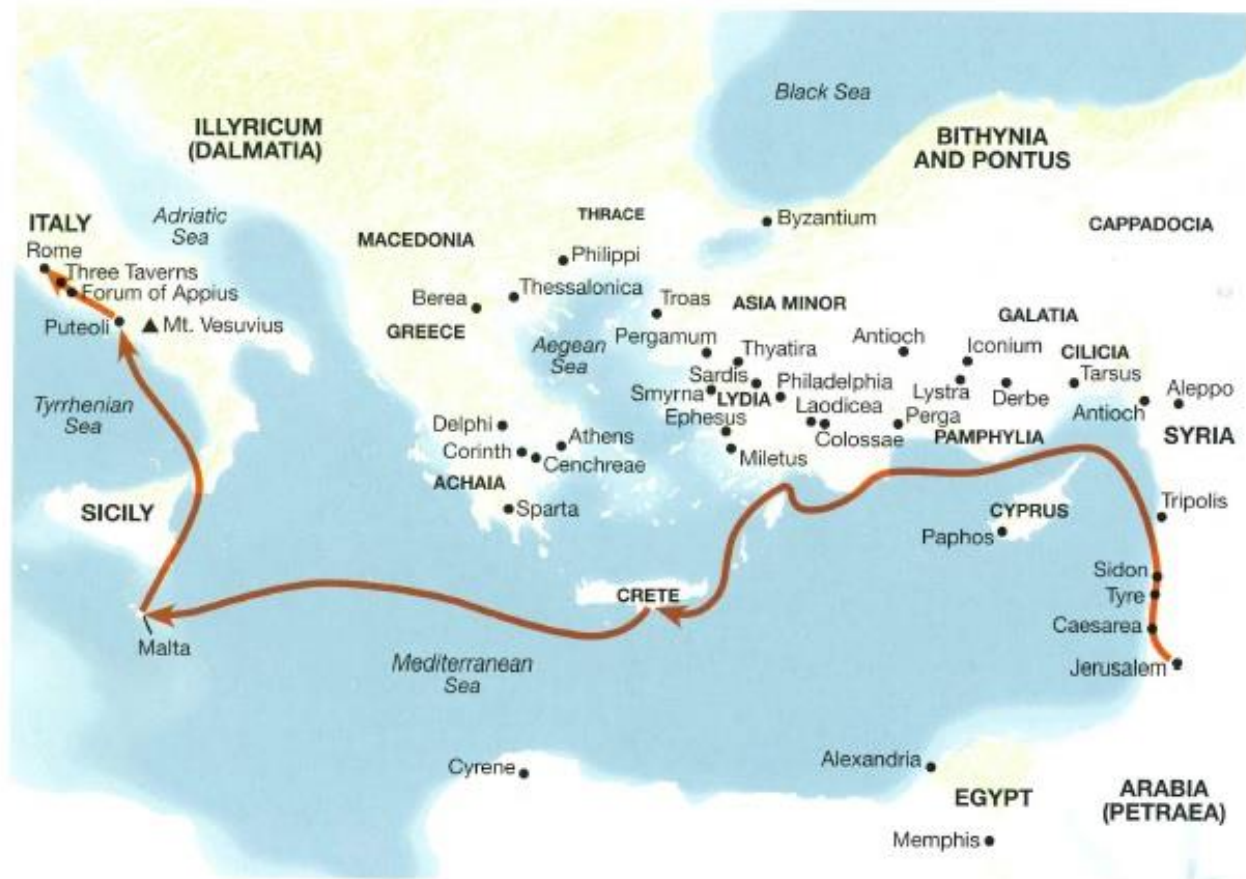 Black Sea
ILLYRICUM
(DALMATIA)
BITHYNIA
AND PONTUS
ITALY
Adriatic
Sea
THRACE
Byzantium
CAPPADOCIA
MACEDONIA
Rome
Philippi
Three Taverns
Forum of Appius
Thessalonica
Berea
Troas
ASIA MINOR
GALATIA
Puteoli
Mt. Vesuvius
GREECE
Aegean
Sea
Pergamum
Thyatira
Antioch
Iconium
CILICIA
Tarsus
Sardis
Philadelphia
Smyrna
LYDIA
Lystra
Derbe
Aleppo
Tyrrhenian
Sea
Ephesus
Laodicea
Perga
Antioch
Delphi
Colossae
PAMPHYLIA
SYRIA
Athens
Corinth
Cenchreae
Miletus
ACHAIA
SICILY
Sparta
CYPRUS
Tripolis
Paphos
Sidon
CRETE
Tyre
Caesarea
Malta
Mediterranean
Sea
Jerusalem
Cyrene
Alexandria
EGYPT
ARABIA
(PETRAEA)
Memphis